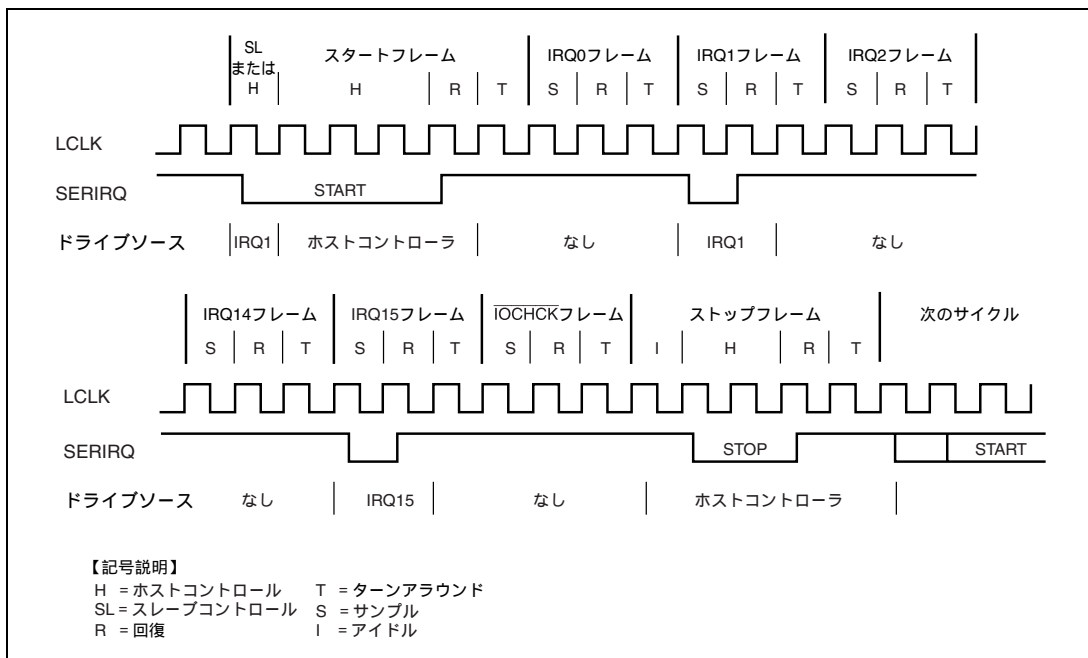 SL
または
H
スタートフレーム
IRQ0フレーム
IRQ1フレーム
IRQ2フレーム
H R T S R T S R T S R T
LCLK
SERIRQ
START
ドライブソース IRQ1 ホストコントローラ なし IRQ1 なし
IRQ14フレーム IRQ15フレーム IOCHCKフレーム ストップフレーム 次のサイクル
S R T S R T S R T I H R T
LCLK
SERIRQ
STOP START
ドライブソース なし IRQ15 なし ホストコントローラ
【記号説明】
H =ホストコントロール T =ターンアラウンド
SL=スレーブコントロール S =サンプル
R =回復 I =アイドル